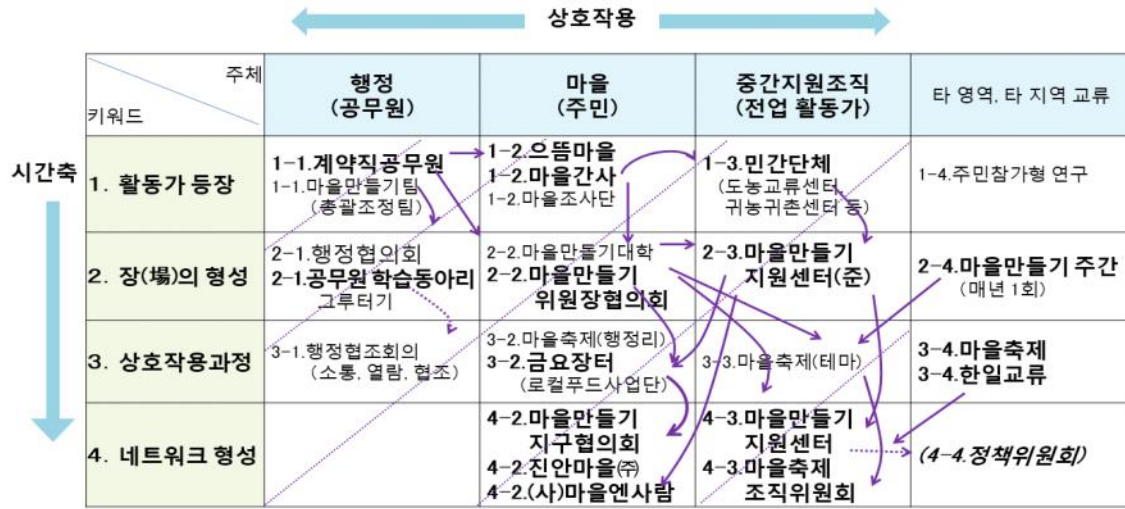 상호작용
주체
키워드
행정
(공무원)
마을
(주민)
중간지원조직
(전업 활동가)
타 영역, 타 지역 교류
시간축
1. 활동가 등장
1-1.계약직공무원
1-1.마을만들기팀
(총괄조정팀)
1-2.으뜸마을
1-2.마을간사
1-2.마을조사단
1-3.민간단체
(도농교류센터,
귀농귀촌센터 등)
1-4.주민참가형 연구
2. 장(場)의 형성
2-1.행정협의회
2-1.공무원 학습동아리
그루터기
2-2.마을만들기대학
2-2.마을만들기
위원장협의회
2-3.마을만들기
지원센터(준)
2-4.마을만들기 주간
(매년 1회)
3. 상호작용과정
3-1.행정협조회의
(소통, 열람, 협조)
3-2.마을축제(행정리)
3-2.금요장터
(로컬푸드사업단)
3-3.마을축제(테마)
3-4.마을축제
3-4.한일교류
4. 네트워크 형성
4-2.마을만들기
지구협의회
4-2.진안마을㈜
4-2.(사)마을엔사람
4-3.마을만들기
지원센터
4-3.마을축제
조직위원회
(4-4.정책위원회)